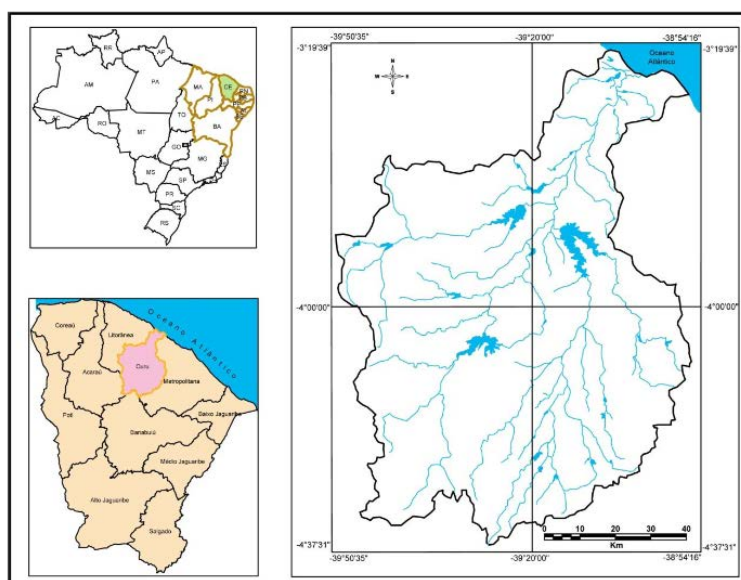 RR
AP
AM
PA
MA
CE
RN
PI
AC
RO
TO
MT
BA
GO
MG
MS
SP
PR
SC
RS
Oceano Atlântico
Coreaú
Litorânea
Curu
Acaraú
Metropolitana
Poti
Banabuiú
Baixo Jaguaribe
Médio Jaguaribe
Alto Jaguaribe
Salgado
-39°50'35" -39°20'00" -38°54'16"
-3°19'39" -3°19'39"
Oceano
Atlântico
N
W E
S
-4°00'00" -4°00'00"
0 10 20 30 40
Km
-4°37'31" -4°37'31"
-39°50'35" -39°20'00" -38°54'16"